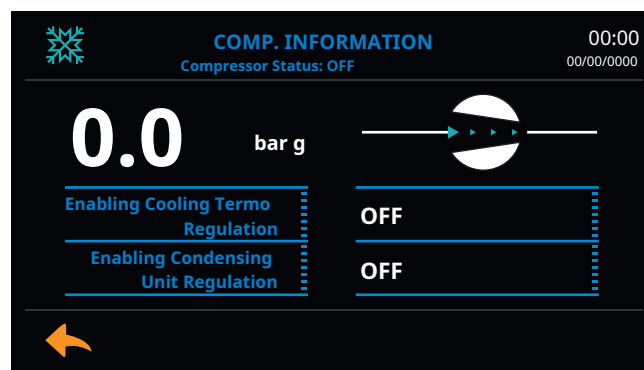 COMP. INFORMATION
00:00
Compressor Status: OFF
00/00/0000
0.0
bar g
Enabling Cooling Termo
Regulation
OFF
Enabling Condensing
Unit Regulation
OFF